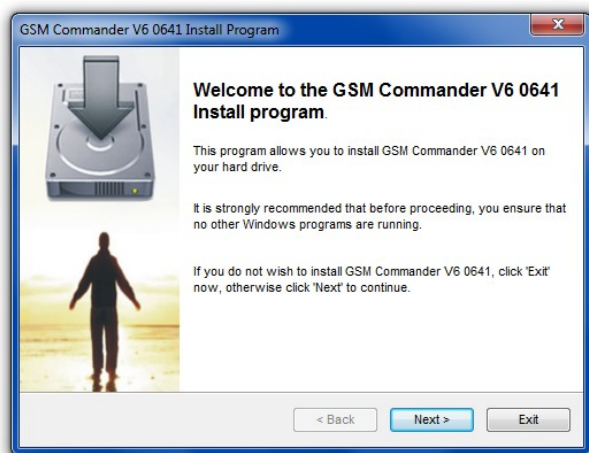 GSM Commander V6 0641 Install Program
Welcome to the GSM Commander V6 0641
Install program.
This program allows you to install GSM Commander V6 0641 on
your hard drive.
It is strongly recommended that before proceeding, you ensure that
no other Windows programs are running.
If you do not wish to install GSM Commander V6 0641, click 'Exit'
now, otherwise click 'Next' to continue.
< Back
Next >
Exit